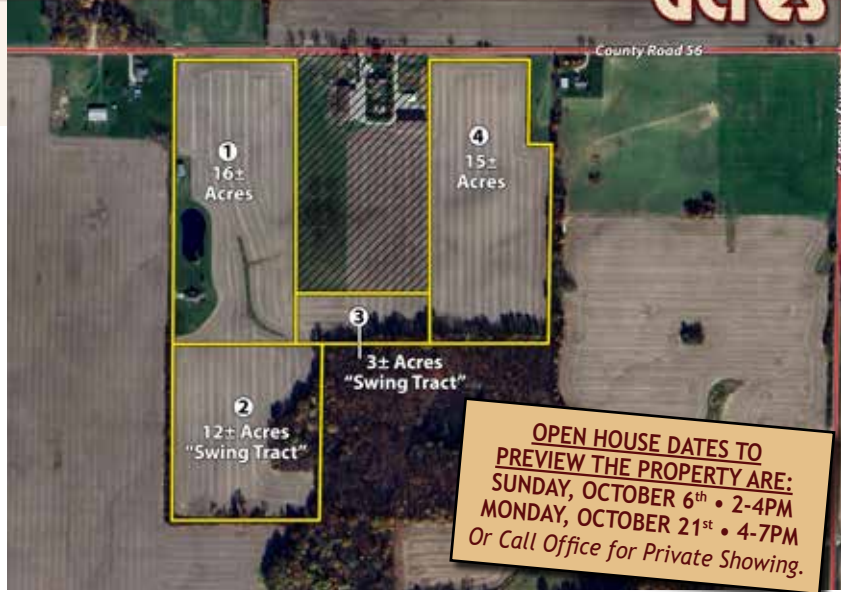 acres
County Road 56
1
16±
Acres
4
15±
Acres
3
3± Acres
"Swing Tract"
2
12± Acres
"Swing Tract"
OPEN HOUSE DATES TO
PREVIEW THE PROPERTY ARE:
SUNDAY, OCTOBER 6th • 2-4PM
MONDAY, OCTOBER 21st • 4-7PM
Or Call Office for Private Showing.